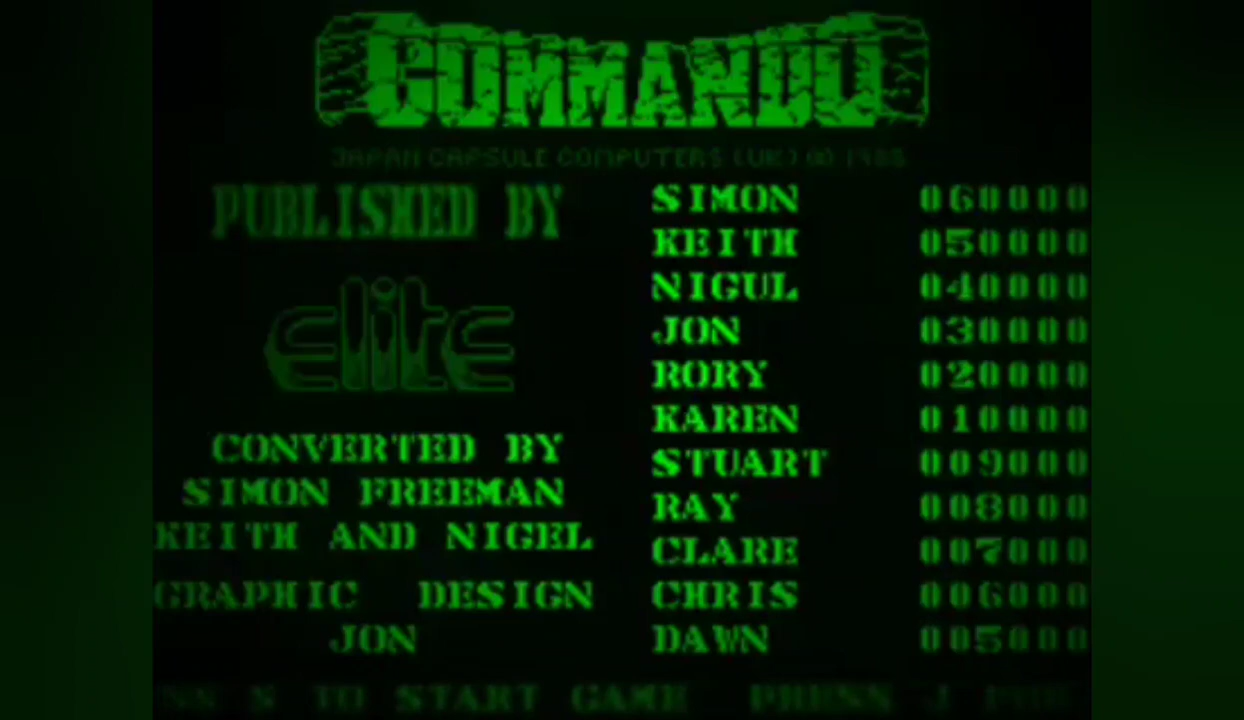 COMMANDO
JAPAN CAPSULE COMPUTERS (UK) © 1985
PUBLISHED BY
elite
CONVERTED BY
SIMON FREEMAN
KEITH AND NIGEL
GRAPHIC DESIGN
JON
SIMON 060000
KEITH 050000
NIGUL 040000
JON 030000
RORY 020000
KAREN 010000
STUART 009000
RAY 008000
CLARE 007000
CHRIS 006000
DAWN 005000
S TO START GAME PRESS J